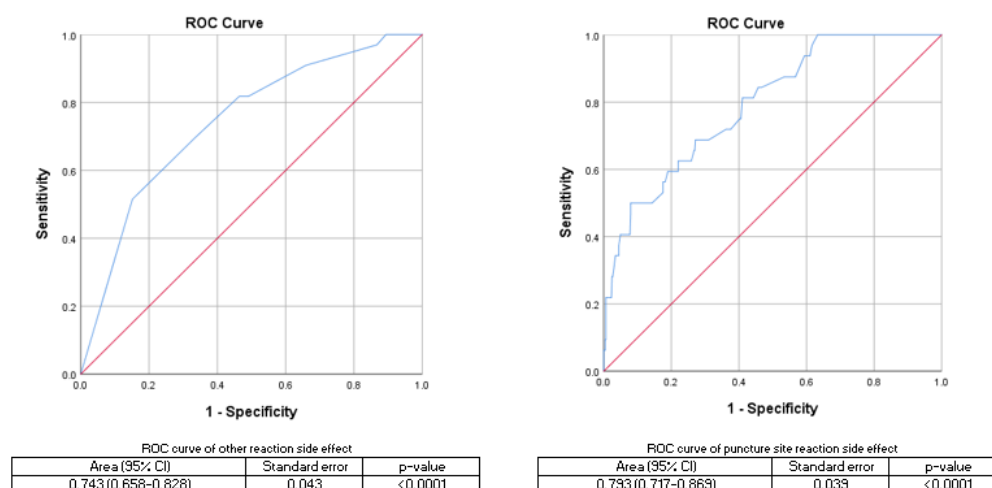 ROC Curve
1.0
0.8
0.6
0.4
0.2
0.0
Sensitivity
0.0 0.2 0.4 0.6 0.8 1.0
1 - Specificity
ROC curve of other reaction side effect
Area (95% CI) Standard error p-value
0.743 (0.658-0.828) 0.043 <0.0001
ROC Curve
1.0
0.8
0.6
0.4
0.2
0.0
Sensitivity
0.0 0.2 0.4 0.6 0.8 1.0
1 - Specificity
ROC curve of puncture site reaction side effect
Area (95% CI) Standard error p-value
0.793 (0.717-0.869) 0.039 <0.0001